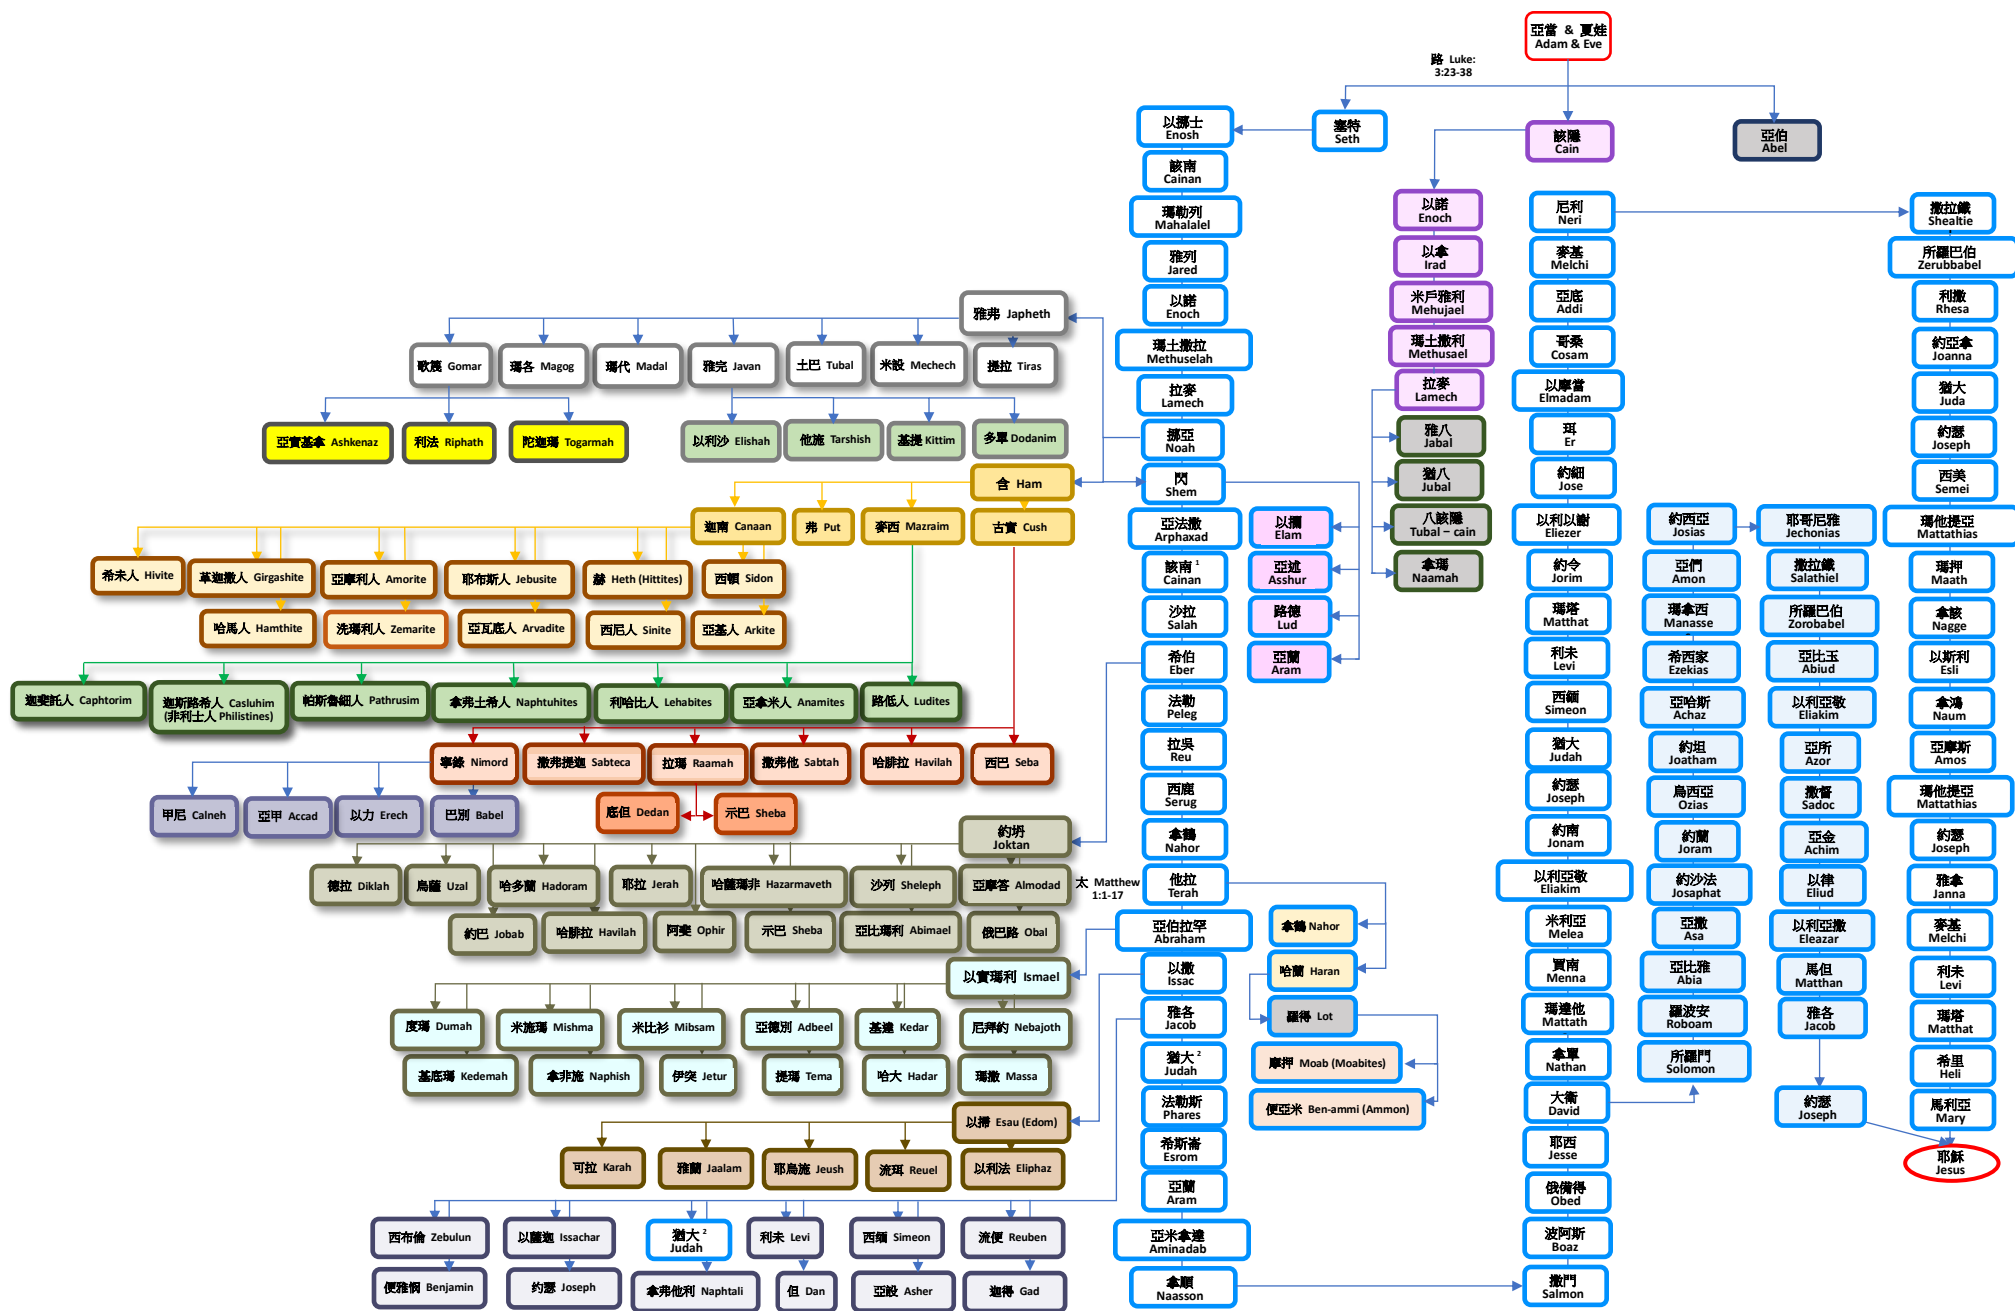 亞當 & 夏娃
Adam & Eve
路 Luke:
3:23-38
以挪士
Enosh
塞特
Seth
該隱
Cain
亞伯
Abel
該南
Cainan
瑪勒列
Mahalalel
雅列
Jared
以諾
Enoch
瑪土撒拉
Methuselah
拉麥
Lamech
挪亞
Noah
閃
Shem
亞法撒
Arphaxad
該南 1
Cainan
沙拉
Salah
希伯
Eber
法勒
Peleg
拉吳
Reu
西鹿
Serug
拿鶴
Nahor
他拉
Terah
太 Matthew
1:1-17
亞伯拉罕
Abraham
以撒
Issac
雅各
Jacob
猶大 2
Judah
法勒斯
Phares
希斯崙
Esrom
亞蘭
Aram
亞米拿達
Aminadab
拿順
Naasson
以諾
Enoch
以拿
Irad
米戶雅利
Mehujael
瑪土撒利
Methusael
拉麥
Lamech
雅八
Jabal
猶八
Jubal
八該隱
Tubal – cain
拿瑪
Naamah
以攔
Elam
亞述
Asshur
路德
Lud
亞蘭
Aram
拿鶴 Nahor
哈蘭 Haran
羅得 Lot
摩押 Moab (Moabites)
便亞米 Ben-ammi (Ammon)
雅弗 Japheth
歌篾 Gomar
瑪各 Magog
瑪代 Madal
雅完 Javan
土巴 Tubal
米設 Mechech
提拉 Tiras
亞實基拿 Ashkenaz
利法 Riphath
陀迦瑪 Togarmah
以利沙 Elishah
他施 Tarshish
基提 Kittim
多單 Dodanim
含 Ham
迦南 Canaan
弗 Put
麥西 Mazraim
古實 Cush
希未人 Hivite
革迦撒人 Girgashite
亞摩利人 Amorite
耶布斯人 Jebusite
赫 Heth (Hittites)
西頓 Sidon
哈馬人 Hamthite
洗瑪利人 Zemarite
亞瓦底人 Arvadite
西尼人 Sinite
亞基人 Arkite
迦斐託人 Caphtorim
迦斯路希人 Casluhim
(非利士人 Philistines)
帕斯魯細人 Pathrusim
拿弗土希人 Naphtuhites
利哈比人 Lehabites
亞拿米人 Anamites
路低人 Ludites
寧錄 Nimord
撒弗提迦 Sabteca
拉瑪 Raamah
撒弗他 Sabtah
哈腓拉 Havilah
西巴 Seba
甲尼 Calneh
亞甲 Accad
以力 Erech
巴別 Babel
底但 Dedan
示巴 Sheba
約坍
Joktan
德拉 Diklah
烏薩 Uzal
哈多蘭 Hadoram
耶拉 Jerah
哈薩瑪非 Hazarmaveth
沙列 Sheleph
亞摩答 Almodad
約巴 Jobab
哈腓拉 Havilah
阿斐 Ophir
示巴 Sheba
亞比瑪利 Abimael
俄巴路 Obal
以實瑪利 Ismael
度瑪 Dumah
米施瑪 Mishma
米比衫 Mibsam
亞德別 Adbeel
基達 Kedar
尼拜約 Nebajoth
基底瑪 Kedemah
拿非施 Naphish
伊突 Jetur
提瑪 Tema
哈大 Hadar
瑪撒 Massa
以掃 Esau (Edom)
可拉 Karah
雅蘭 Jaalam
耶烏施 Jeush
流珥 Reuel
以利法 Eliphaz
西布倫 Zebulun
以薩迦 Issachar
猶大 2
Judah
利未 Levi
西缅 Simeon
流便 Reuben
便雅悯 Benjamin
约瑟 Joseph
拿弗他利 Naphtali
但 Dan
亞設 Asher
迦得 Gad
尼利
Neri
麥基
Melchi
亞底
Addi
哥桑
Cosam
以摩當
Elmadam
珥
Er
約細
Jose
以利以謝
Eliezer
約令
Jorim
瑪塔
Matthat
利未
Levi
西緬
Simeon
猶大
Judah
約瑟
Joseph
約南
Jonam
以利亞敬
Eliakim
米利亞
Melea
買南
Menna
瑪達他
Mattath
拿單
Nathan
大衛
David
耶西
Jesse
俄備得
Obed
波阿斯
Boaz
撒門
Salmon
約西亞
Josias
亞們
Amon
瑪拿西
Manasse
希西家
Ezekias
亞哈斯
Achaz
約坦
Joatham
烏西亞
Ozias
約蘭
Joram
約沙法
Josaphat
亞撒
Asa
亞比雅
Abia
羅波安
Roboam
所羅門
Solomon
耶哥尼雅
Jechonias
撒拉鐵
Salathiel
所羅巴伯
Zorobabel
亞比玉
Abiud
以利亞敬
Eliakim
亞所
Azor
撒督
Sadoc
亞金
Achim
以律
Eliud
以利亞撒
Eleazar
馬但
Matthan
雅各
Jacob
約瑟
Joseph
撒拉鐵
Shealtie
所羅巴伯
Zerubbabel
利撒
Rhesa
約亞拿
Joanna
猶大
Juda
約瑟
Joseph
西美
Semei
瑪他提亞
Mattathias
瑪押
Maath
拿該
Nagge
以斯利
Esli
拿鴻
Naum
亞摩斯
Amos
瑪他提亞
Mattathias
約瑟
Joseph
雅拿
Janna
麥基
Melchi
利未
Levi
瑪塔
Matthat
希里
Heli
馬利亞
Mary
耶穌
Jesus